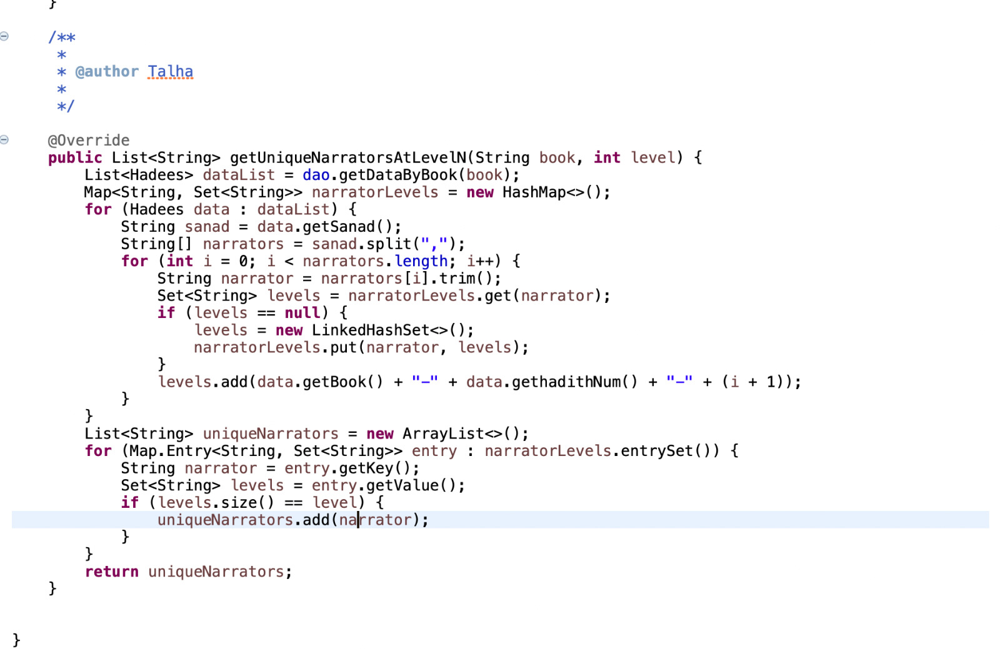 }
/**
*
* @author Talha
*
*/
@Override
public List<String> getUniqueNarratorsAtLevelN(String book, int level) {
List<Hadees> dataList = dao.getDataByBook(book);
Map<String, Set<String>> narratorLevels = new HashMap<>();
for (Hadees data : dataList) {
String sanad = data.getSanad();
String[] narrators = sanad.split(",");
for (int i = 0; i < narrators.length; i++) {
String narrator = narrators[i].trim();
Set<String> levels = narratorLevels.get(narrator);
if (levels == null) {
levels = new LinkedHashSet<>();
narratorLevels.put(narrator, levels);
}
levels.add(data.getBook() + "-" + data.gethadithNum() + "-" + (i + 1));
}
}
List<String> uniqueNarrators = new ArrayList<>();
for (Map.Entry<String, Set<String>> entry : narratorLevels.entrySet()) {
String narrator = entry.getKey();
Set<String> levels = entry.getValue();
if (levels.size() == level) {
uniqueNarrators.add(narrator);
}
}
return uniqueNarrators;
}
}